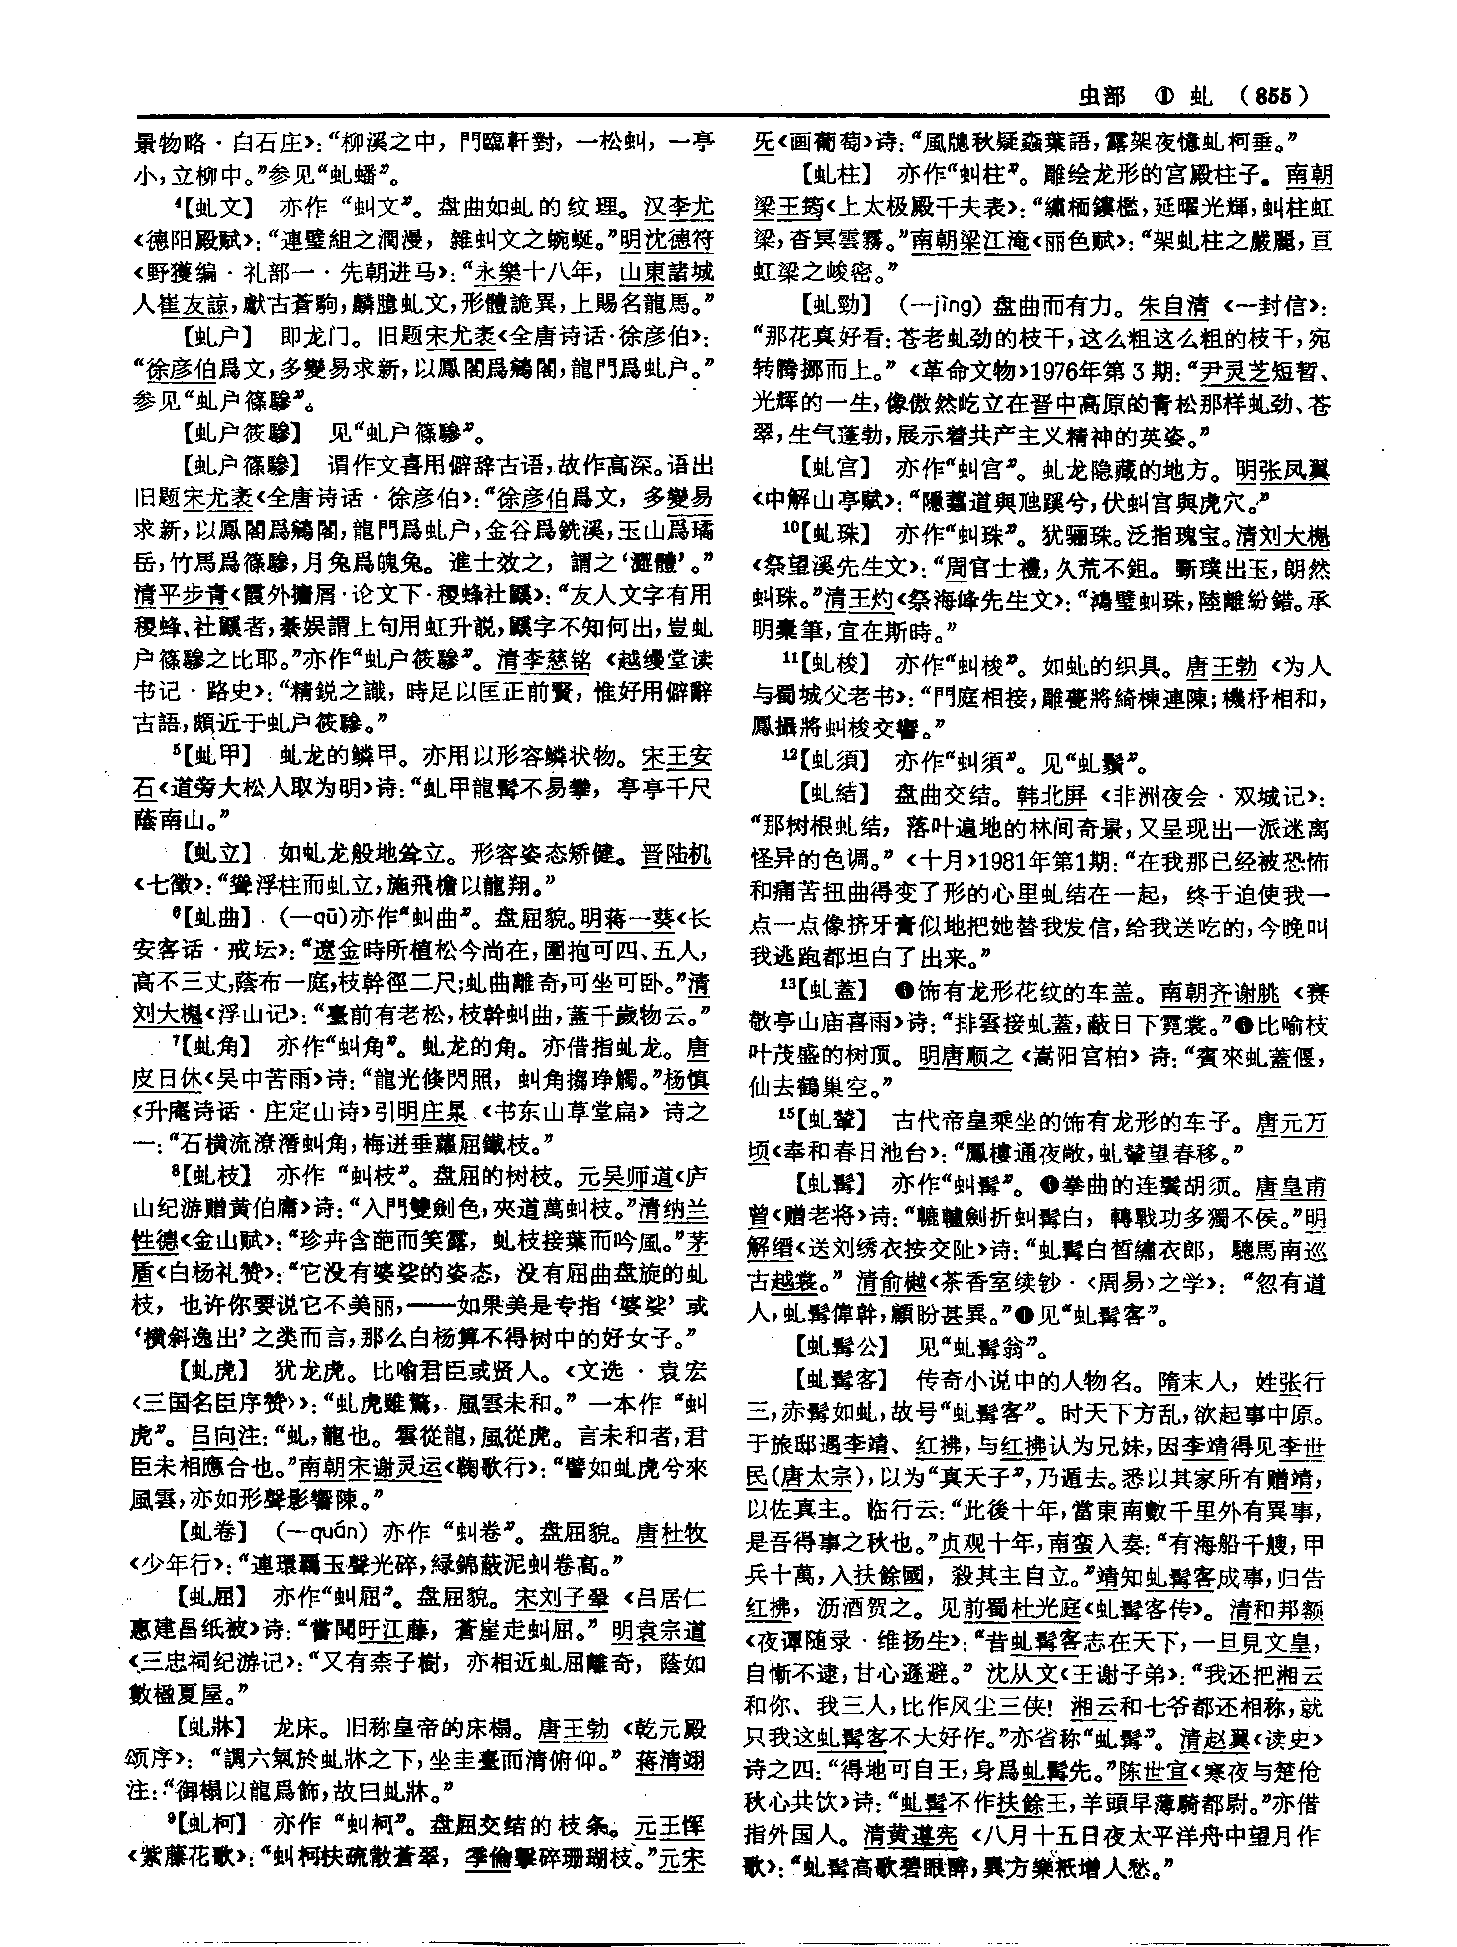 虫部　① 虬　（855）
景物略·白石庄》：“柳溪之中，門臨軒對，一松虯，一亭
小，立柳中。”参见“虬蟠”。
4【虬文】　亦作“虯文”。盘曲如虬的纹理。汉李尤
《德阳殿赋》：“連璧組之潤漫，雜虯文之蜿蜒。”明沈德符
《野獲编·礼部一·先朝进马》：“永樂十八年，山東諸城
人崔友諒，獻古蒼駒，麟臆虬文，形體詭異，上賜名龍馬。”
【虬户】　即龙门。旧题宋尤袤《全唐诗话·徐彦伯》：
“徐彦伯爲文，多變易求新，以鳳閣爲鶠閣，龍門爲虬户。”
参见“虬户篠驂”。
【虬户筱驂】　见“虬户篠驂”。
【虬户篠驂】　谓作文喜用僻辞古语，故作高深。语出
旧题宋尤袤《全唐诗话·徐彦伯》：“徐彦伯爲文，多變易
求新，以鳳閣爲鶠閣，龍門爲虬户，金谷爲銑溪，玉山爲璚
岳，竹馬爲篠驂，月兔爲魄兔。進士效之，謂之‘澀體’。”
清平步青《霞外攟屑·论文下·稷蜂社鼷》：“友人文字有用
稷蜂、社鼷者，綦娱謂上句用虹升説，鼷字不知何出，豈虬
户篠驂之比耶。”亦作“虬户筱驂”。清李慈铭《越缦堂读
书记·路史》：“精鋭之識，時足以匡正前賢，惟好用僻辭
古語，頗近于虬户筱驂。”
5【虬甲】　虬龙的鳞甲。亦用以形容鳞状物。宋王安
石《道旁大松人取为明》诗：“虬甲龍髯不易攀，亭亭千尺
蔭南山。”
【虬立】　如虬龙般地耸立。形容姿态矫健。晋陆机
《七徵》：“聳浮柱而虬立，施飛檐以龍翔。”
6【虬曲】　（一qū）亦作“虯曲”。盘屈貌。明蒋一葵《长
安客话·戒坛》：“遼金時所植松今尚在，圍抱可四、五人，
高不三丈，蔭布一庭，枝幹徑二尺；虬曲離奇，可坐可卧。”清
刘大櫆《浮山记》：“臺前有老松，枝幹虯曲，蓋千歲物云。”
7【虬角】　亦作“虯角”。虬龙的角。亦借指虬龙。唐
皮日休《吴中苦雨》诗：“龍光倏閃照，虯角搊琤觸。”杨慎
《升庵诗话·庄定山诗》引明庄杲《书东山草堂扁》诗之
一：“石横流潦潛虯角，梅迸垂蘿屈鐵枝。”
8【虬枝】　亦作“虯枝”。盘屈的树枝。元吴师道《庐
山纪游赠黄伯庸》诗：“入門雙劍色，夾道萬虯枝。”清纳兰
性德《金山赋》：“珍卉含葩而笑露，虬枝接葉而吟風。”茅
盾《白杨礼赞》：“它没有婆娑的姿态，没有屈曲盘旋的虬
枝，也许你要说它不美丽，——如果美是专指‘婆娑’或
‘横斜逸出’之类而言，那么白杨算不得树中的好女子。”
【虬虎】　犹龙虎。比喻君臣或贤人。《文选·袁宏
〈三国名臣序赞〉》：“虬虎雖驚，風雲未和。”一本作“虯
虎”。吕向注：“虬，龍也。雲從龍，風從虎。言未和者，君
臣未相應合也。”南朝宋谢灵运《鞠歌行》：“譬如虬虎兮來
風雲，亦如形聲影響陳。”
【虬卷】　（一quán）亦作“虯卷”。盘屈貌。唐杜牧
《少年行》：“連環羈玉聲光碎，緑錦蔽泥虯卷高。”
【虬屈】　亦作“虯屈”。盘屈貌。宋刘子翚《吕居仁
惠建昌纸被》诗：“嘗聞旴江藤，蒼崖走虯屈。”明袁宗道
《三忠祠纪游记》：“又有柰子樹，亦相近虬屈離奇，蔭如
數楹夏屋。”
【虬牀】　龙床。旧称皇帝的床榻。唐王勃《乾元殿
颂序》：“調六氣於虬牀之下，坐圭臺而清俯仰。”蒋清翊
注：“御榻以龍爲飾，故曰虬牀。”
9【虬柯】　亦作“虯柯”。盘屈交结的枝条。元王恽
《紫藤花歌》：“虯柯扶疏散蒼翠，季倫擊碎珊瑚枝。”元宋
旡《画葡萄》诗：“風牕秋疑猋葉語，露架夜憶虬柯垂。”
【虬柱】　亦作“虯柱”。雕绘龙形的宫殿柱子。南朝
梁王筠《上太极殿千夫表》：“繡栭鏤檻，延曜光輝，虯柱虹
梁，杳冥雲霧。”南朝梁江淹《丽色赋》：“架虬柱之嚴麗，亘
虹梁之峻密。”
【虬勁】　（一jìng）盘曲而有力。朱自清《一封信》：
“那花真好看：苍老虬劲的枝干，这么粗这么粗的枝干，宛
转腾挪而上。”《革命文物》1976年第3期：“尹灵芝短暂、
光辉的一生，像傲然屹立在晋中高原的青松那样虬劲、苍
翠，生气蓬勃，展示着共产主义精神的英姿。”
【虬宫】　亦作“虯宫”。虬龙隐藏的地方。明张凤翼
《中解山亭赋》：“隱蠶道與虺蹊兮，伏虯宫與虎穴。”
10【虬珠】　亦作“虯珠”。犹骊珠。泛指瑰宝。清刘大櫆
《祭望溪先生文》：“周官士禮，久荒不鉏。斲璞出玉，朗然
虯珠。”清王灼《祭海峰先生文》：“鴻璧虯珠，陸離紛錯。承
明橐筆，宜在斯時。”
11【虬梭】　亦作“虯梭”。如虬的织具。唐王勃《为人
与蜀城父老书》：“門庭相接，雕甍將綺棟連陳；機杼相和，
鳳攝將虯梭交響。”
12【虬須】　亦作“虯須”。见“虬鬚”。
【虬結】　盘曲交结。韩北屏《非洲夜会·双城记》：
“那树根虬结，落叶遍地的林间奇景，又呈现出一派迷离
怪异的色调。”《十月》1981年第1期：“在我那已经被恐怖
和痛苦扭曲得变了形的心里虬结在一起，终于迫使我一
点一点像挤牙膏似地把她替我发信，给我送吃的，今晚叫
我逃跑都坦白了出来。”
13【虬蓋】　❶饰有龙形花纹的车盖。南朝齐谢朓《赛
敬亭山庙喜雨》诗：“排雲接虬蓋，蔽日下霓裳。”❷比喻枝
叶茂盛的树顶。明唐顺之《嵩阳宫柏》诗：“賓來虬蓋偃，
仙去鶴巢空。”
15【虬輦】　古代帝皇乘坐的饰有龙形的车子。唐元万
顷《奉和春日池台》：“鳳樓通夜敞，虬輦望春移。”
【虬髯】　亦作“虯髯”。❶拳曲的连鬓胡须。唐皇甫
曾《赠老将》诗：“轆轤劍折虯髯白，轉戰功多獨不侯。”明
解缙《送刘绣衣按交趾》诗：“虬髯白皙繡衣郎，驄馬南巡
古越裳。”清俞樾《茶香室续钞·〈周易〉之学》：“忽有道
人，虬髯偉幹，顧盼甚異。”❷见“虬髯客”。
【虬髯公】　见“虬髯翁”。
【虬髯客】　传奇小说中的人物名。隋末人，姓张行
三，赤髯如虬，故号“虬髯客”。时天下方乱，欲起事中原。
于旅邸遇李靖、红拂，与红拂认为兄妹，因李靖得见李世
民（唐太宗），以为“真天子”，乃遁去。悉以其家所有赠靖，
以佐真主。临行云：“此後十年，當東南數千里外有異事，
是吾得事之秋也。”贞观十年，南蛮入奏：“有海船千艘，甲
兵十萬，入扶餘國，殺其主自立。”靖知虬髯客成事，归告
红拂，沥酒贺之。见前蜀杜光庭《虬髯客传》。清和邦额
《夜谭随录·维扬生》：“昔虬髯客志在天下，一旦見文皇，
自慚不逮，甘心遜避。”沈从文《王谢子弟》：“我还把湘云
和你、我三人，比作风尘三侠！湘云和七爷都还相称，就
只我这虬髯客不大好作。”亦省称“虬髯”。清赵翼《读史》
诗之四：“得地可自王，身爲虬髯先。”陈世宜《寒夜与楚伧
秋心共饮》诗：“虬髯不作扶餘王，羊頭早薄騎都尉。”亦借
指外国人。清黄遵宪《八月十五日夜太平洋舟中望月作
歌》：“虬髯高歌碧眼醉，異方樂祇增人愁。”